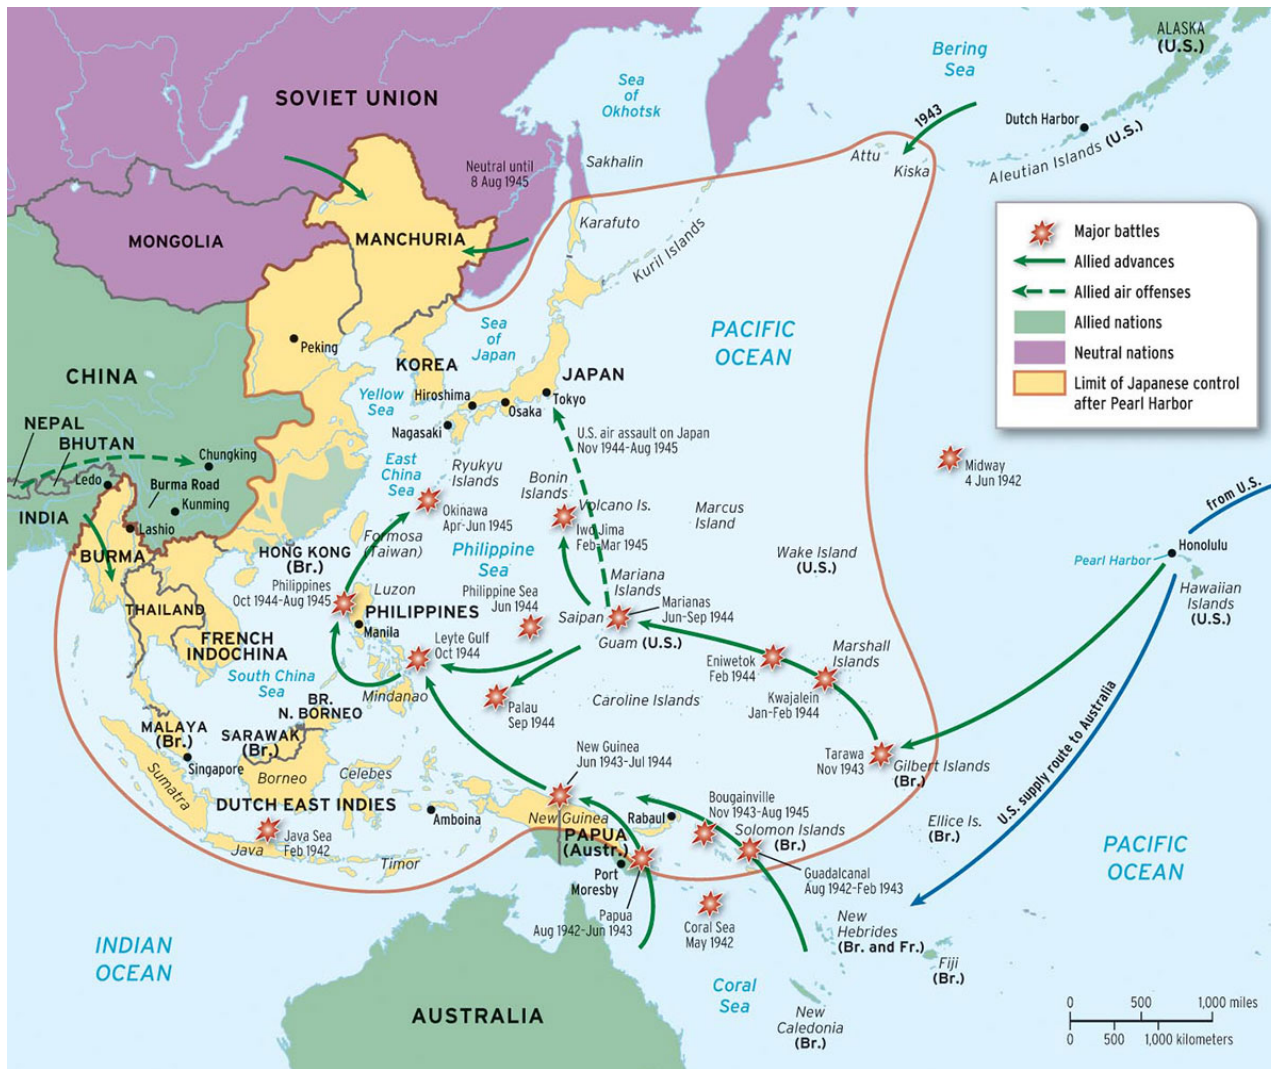 ALASKA
(U.S.)
Bering
Sea
SOVIET UNION
Sea
of
Okhotsk
1943
Dutch Harbor
Aleutian Islands (U.S.)
Attu
Kiska
Sakhalin
Neutral until
8 Aug 1945
Karafuto
Kuril Islands
MONGOLIA
MANCHURIA
Major battles
Allied advances
Allied air offenses
Allied nations
Neutral nations
Limit of Japanese control
after Pearl Harbor
Sea
of
Japan
PACIFIC
OCEAN
Peking
KOREA
JAPAN
CHINA
Yellow
Sea
Hiroshima
Tokyo
Osaka
Nagasaki
NEPAL
BHUTAN
U.S. air assault on Japan
Nov 1944-Aug 1945
Chungking
East
China
Sea
Ryukyu
Islands
Bonin
Islands
Midway
4 Jun 1942
Ledo
Burma Road
Kunming
INDIA
Lashio
Okinawa
Apr-Jun 1945
Volcano Is.
Iwo Jima
Feb-Mar 1945
Marcus
Island
from U.S.
BURMA
HONG KONG
(Br.)
Formosa
(Taiwan)
Philippine
Sea
Wake Island
(U.S.)
Pearl Harbor
Honolulu
Hawaiian
Islands
(U.S.)
Philippines
Oct 1944-Aug 1945
Luzon
Philippine Sea
Jun 1944
Mariana
Islands
Marianas
Jun-Sep 1944
THAILAND
PHILIPPINES
Manila
Saipan
Guam (U.S.)
FRENCH
INDOCHINA
Leyte Gulf
Oct 1944
Eniwetok
Feb 1944
Marshall
Islands
South China
Sea
Mindanao
Palau
Sep 1944
Caroline Islands
Kwajalein
Jan-Feb 1944
BR.
N. BORNEO
MALAYA
(Br.)
SARAWAK
(Br.)
Singapore
Sumatra
Borneo
Celebes
New Guinea
Jun 1943-Jul 1944
Tarawa
Nov 1943
Gilbert Islands
(Br.)
U.S. supply route to Australia
DUTCH EAST INDIES
Amboina
New Guinea
Rabaul
Bougainville
Nov 1943-Aug 1945
Solomon Islands
(Br.)
Ellice Is.
(Br.)
Java Sea
Feb 1942
Java
Timor
PAPUA
(Austr.)
Port
Moresby
Guadalcanal
Aug 1942-Feb 1943
PACIFIC
OCEAN
Papua
Aug 1942-Jun 1943
Coral Sea
May 1942
New
Hebrides
(Br. and Fr.)
Fiji
(Br.)
INDIAN
OCEAN
Coral
Sea
AUSTRALIA
New
Caledonia
(Br.)
0 500 1,000 miles
0 500 1,000 kilometers